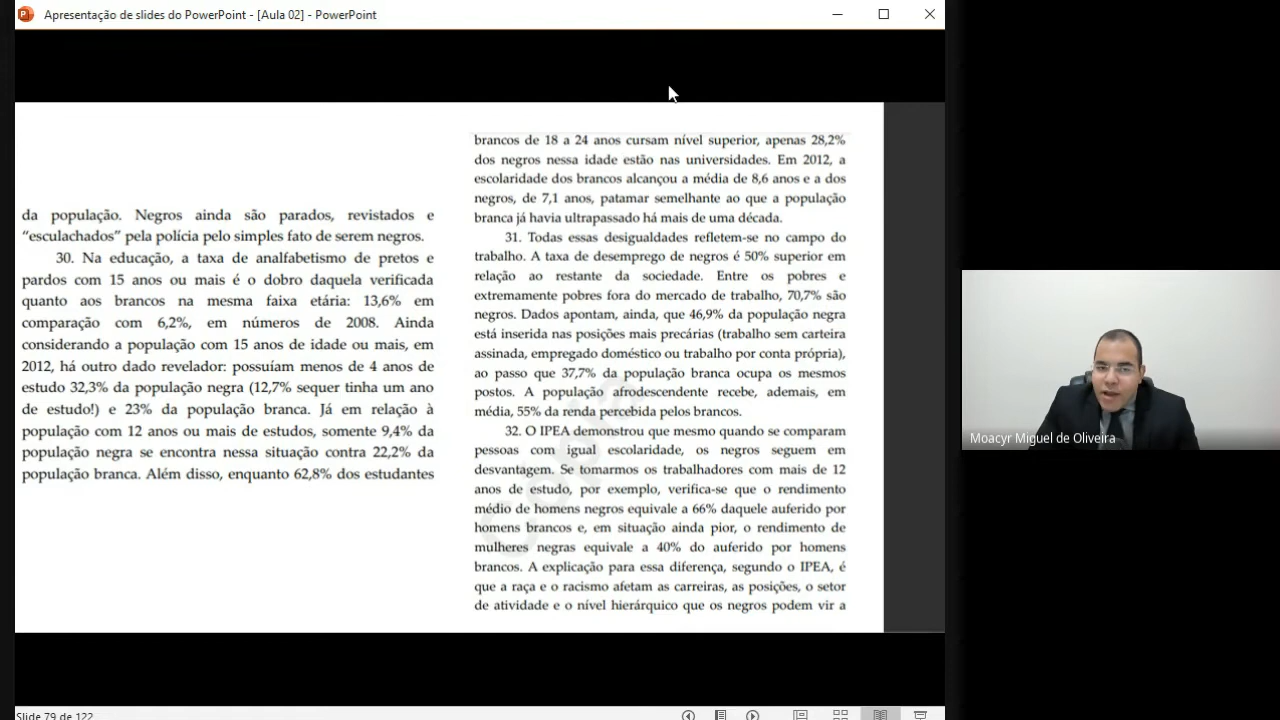 Apresentação de slides do PowerPoint - [Aula 02] - PowerPoint
da população. Negros ainda são parados, revistados e
“esculachados” pela polícia pelo simples fato de serem negros.
30. Na educação, a taxa de analfabetismo de pretos e
pardos com 15 anos ou mais é o dobro daquela verificada
quanto aos brancos na mesma faixa etária: 13,6% em
comparação com 6,2%, em números de 2008. Ainda
considerando a população com 15 anos de idade ou mais, em
2012, há outro dado revelador: possuíam menos de 4 anos de
estudo 32,3% da população negra (12,7% sequer tinha um ano
de estudo!) e 23% da população branca. Já em relação à
população com 12 anos ou mais de estudos, somente 9,4% da
população negra se encontra nessa situação contra 22,2% da
população branca. Além disso, enquanto 62,8% dos estudantes
brancos de 18 a 24 anos cursam nível superior, apenas 28,2%
dos negros nessa idade estão nas universidades. Em 2012, a
escolaridade dos brancos alcançou a média de 8,6 anos e a dos
negros, de 7,1 anos, patamar semelhante ao que a população
branca já havia ultrapassado há mais de uma década.
31. Todas essas desigualdades refletem-se no campo do
trabalho. A taxa de desemprego de negros é 50% superior em
relação ao restante da sociedade. Entre os pobres e
extremamente pobres fora do mercado de trabalho, 70,7% são
negros. Dados apontam, ainda, que 46,9% da população negra
está inserida nas posições mais precárias (trabalho sem carteira
assinada, empregado doméstico ou trabalho por conta própria),
ao passo que 37,7% da população branca ocupa os mesmos
postos. A população afrodescendente recebe, ademais, em
média, 55% da renda percebida pelos brancos.
32. O IPEA demonstrou que mesmo quando se comparam
pessoas com igual escolaridade, os negros seguem em
desvantagem. Se tomarmos os trabalhadores com mais de 12
anos de estudo, por exemplo, verifica-se que o rendimento
médio de homens negros equivale a 66% daquele auferido por
homens brancos e, em situação ainda pior, o rendimento de
mulheres negras equivale a 40% do auferido por homens
brancos. A explicação para essa diferença, segundo o IPEA, é
que a raça e o racismo afetam as carreiras, as posições, o setor
de atividade e o nível hierárquico que os negros podem vir a
Cópia
Moacyr Miguel de Oliveira
Slide 79 de 122